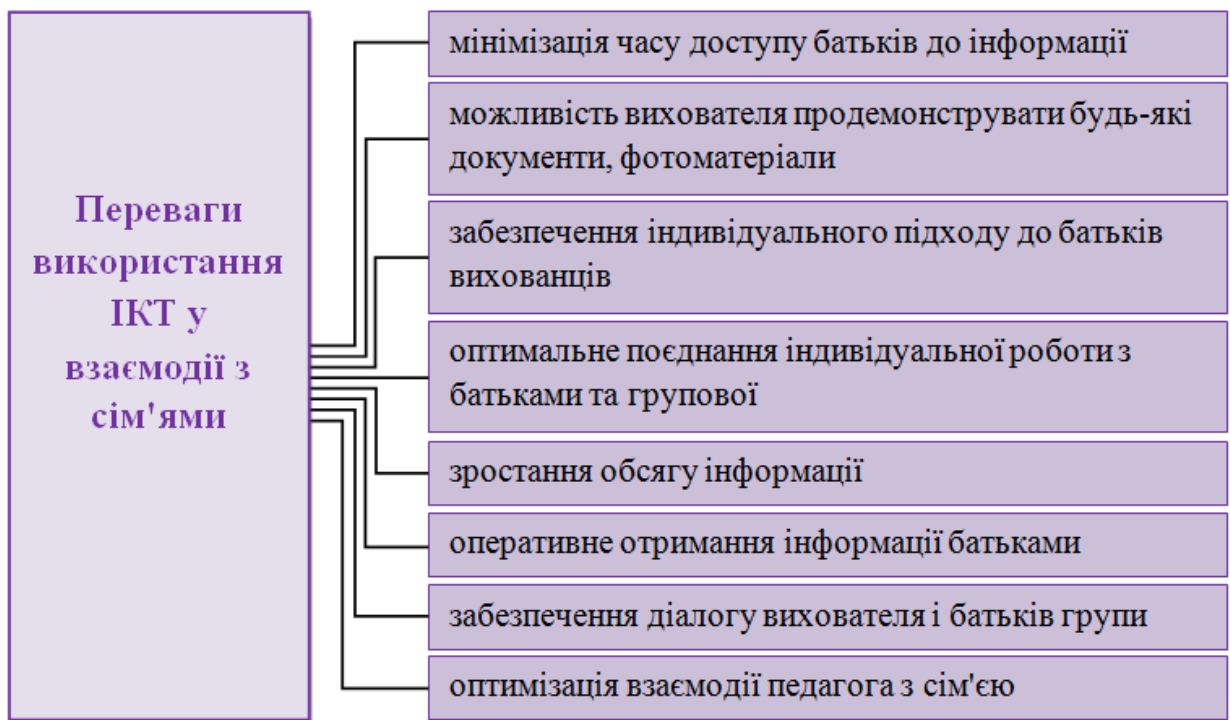 Переваги
використання
ІКТ у
взаємодії з
сім'ями
мінімізація часу доступу батьків до інформації
можливість вихователя продемонструвати будь-які
документи, фотоматеріали
забезпечення індивідуального підходу до батьків
вихованців
оптимальне поєднання індивідуальної роботи з
батьками та групової
зростання обсягу інформації
оперативне отримання інформації батьками
забезпечення діалогу вихователя і батьків групи
оптимізація взаємодії педагога з сім'єю